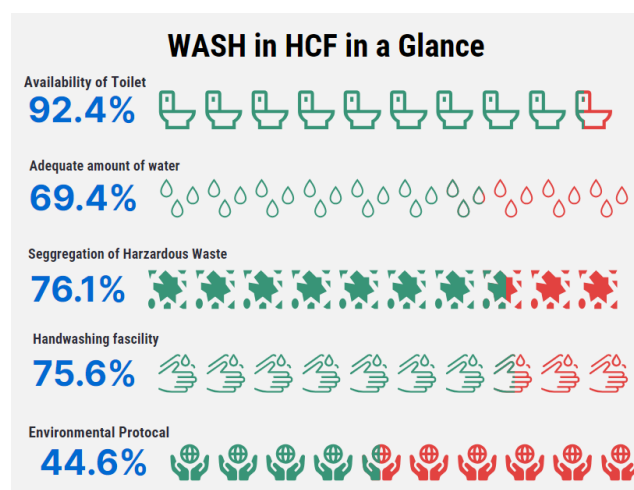 WASH in HCF in a Glance
Availability of Toilet
92.4%
Adequate amount of water
69.4%
Seggregation of Harzardous Waste
76.1%
Handwashing fascility
75.6%
Environmental Protocal
44.6%